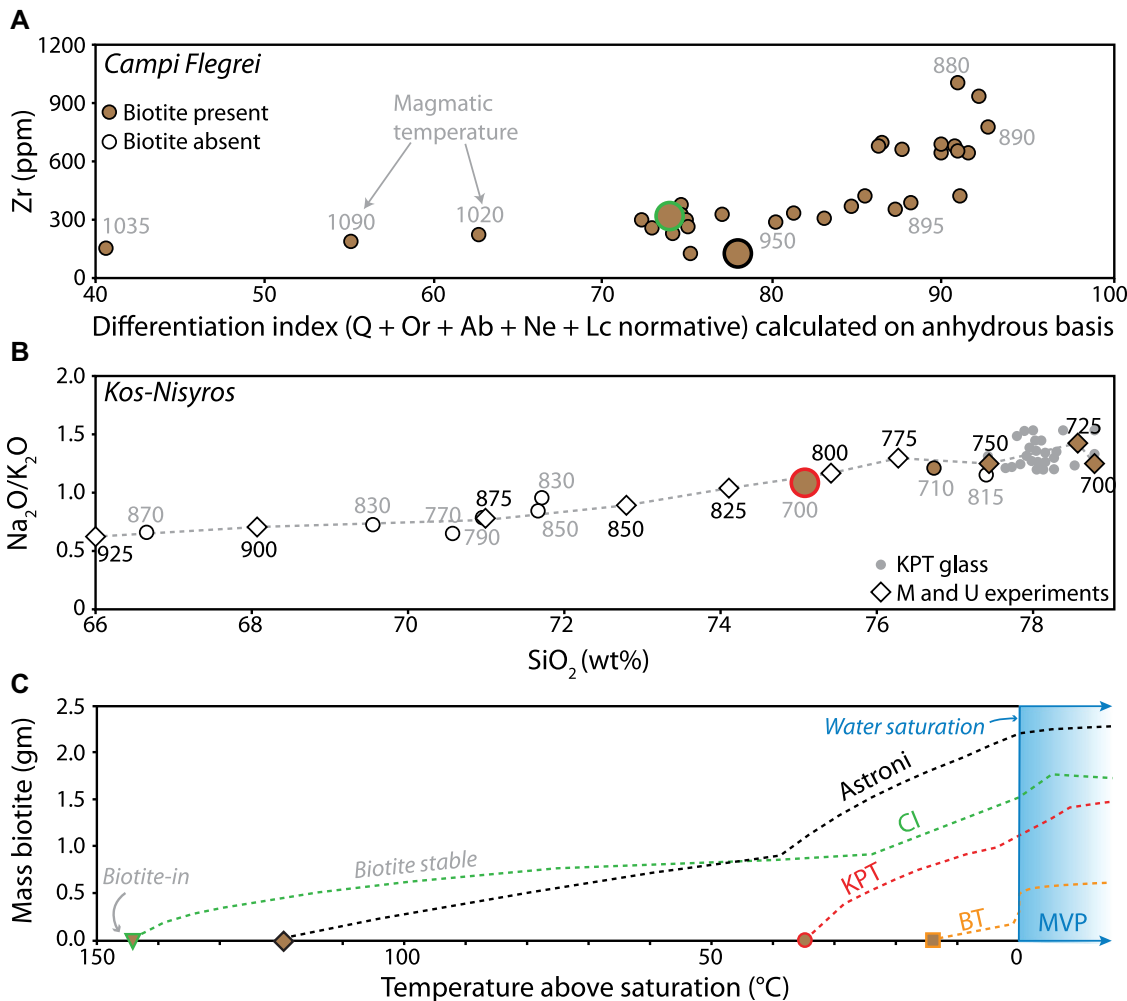 A
1200
900
600
300
0
Zr (ppm)
Campi Flegrei
Biotite present
Biotite absent
Magmatic
temperature
1035
1090
1020
880
890
895
950
40
50
60
70
80
90
100
Differentiation index (Q + Or + Ab + Ne + Lc normative) calculated on anhydrous basis
B
2.0
1.5
1.0
0.5
0
Na₂O/K₂O
Kos-Nisyros
925
870
900
830
770
790
875
830
850
850
825
700
800
775
710
750
815
725
700
KPT glass
M and U experiments
66
68
70
72
74
76
78
SiO₂ (wt%)
C
2.5
2.0
1.5
1.0
0.5
0.0
Mass biotite (gm)
Water saturation
Astroni
CI
KPT
BT
MVP
Biotite-in
Biotite stable
150
100
50
0
Temperature above saturation (°C)